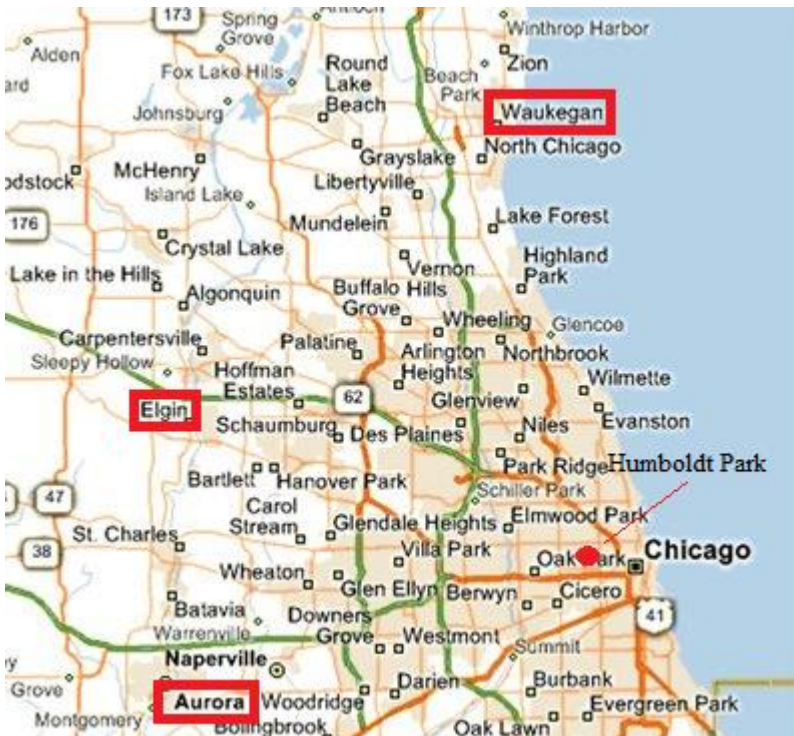 173
Spring
Grove
Antioch
Winthrop Harbor
Alden
Fox Lake Hills
Round
Lake
Beach
Beach
Park
Zion
ard
Johnsburg
Waukegan
McHenry
Grayslake
North Chicago
odstock
Island Lake
Libertyville
176
Mundelein
Lake Forest
Crystal Lake
Vernon
Hills
Highland
Park
Lake in the Hills
Algonquin
Buffalo
Grove
Wheeling
Glencoe
Carpentersville
Palatine
Arlington
Heights
Northbrook
Sleepy Hollow
Hoffman
Estates
62
Glenview
Wilmette
Elgin
Schaumburg
Des Plaines
Niles
Evanston
Bartlett
Hanover Park
Park Ridge
Humboldt Park
47
Carol
Stream
Schiller Park
St. Charles
Glendale Heights
Elmwood Park
38
Villa Park
Oak Park
Chicago
Wheaton
Glen Ellyn
Berwyn
Cicero
Batavia
Downers
Grove
41
Warrenville
Westmont
Summit
Naperville
Grove
Aurora
Woodridge
Darien
Burbank
Montgomery
Bolingbrook
Oak Lawn
Evergreen Park